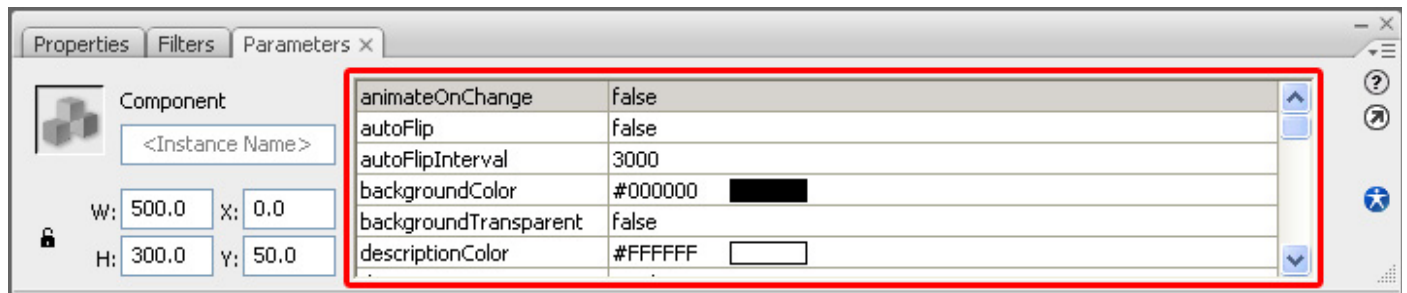 Properties Filters Parameters
Component
<Instance Name>
W: 500.0 X: 0.0
H: 300.0 Y: 50.0
animateOnChange false
autoFlip false
autoFlipInterval 3000
backgroundColor #000000
backgroundTransparent false
descriptionColor #FFFFFF